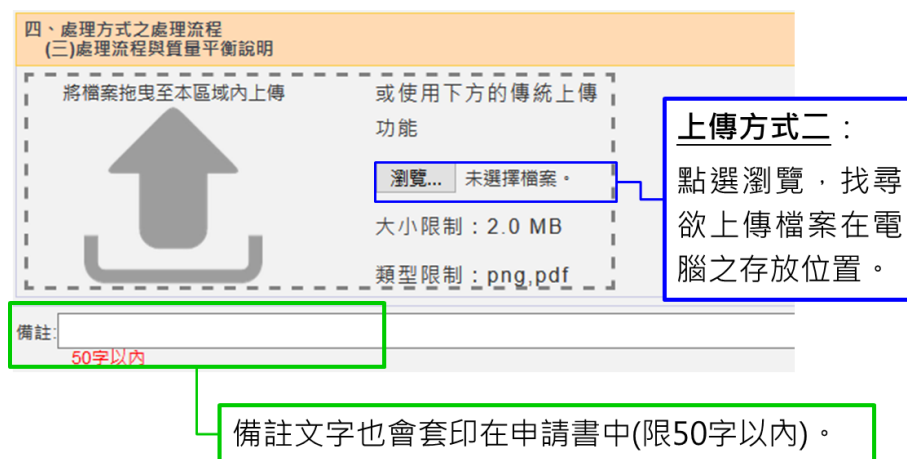 四、處理方式之處理流程
(三)處理流程與質量平衡說明
將檔案拖曳至本區域內上傳
或使用下方的傳統上傳
功能
瀏覽... 未選擇檔案。
大小限制：2.0 MB
類型限制：png,pdf
上傳方式二：
點選瀏覽，找尋
欲上傳檔案在電
腦之存放位置。
備註:
50字以內
備註文字也會套印在申請書中(限50字以內)。